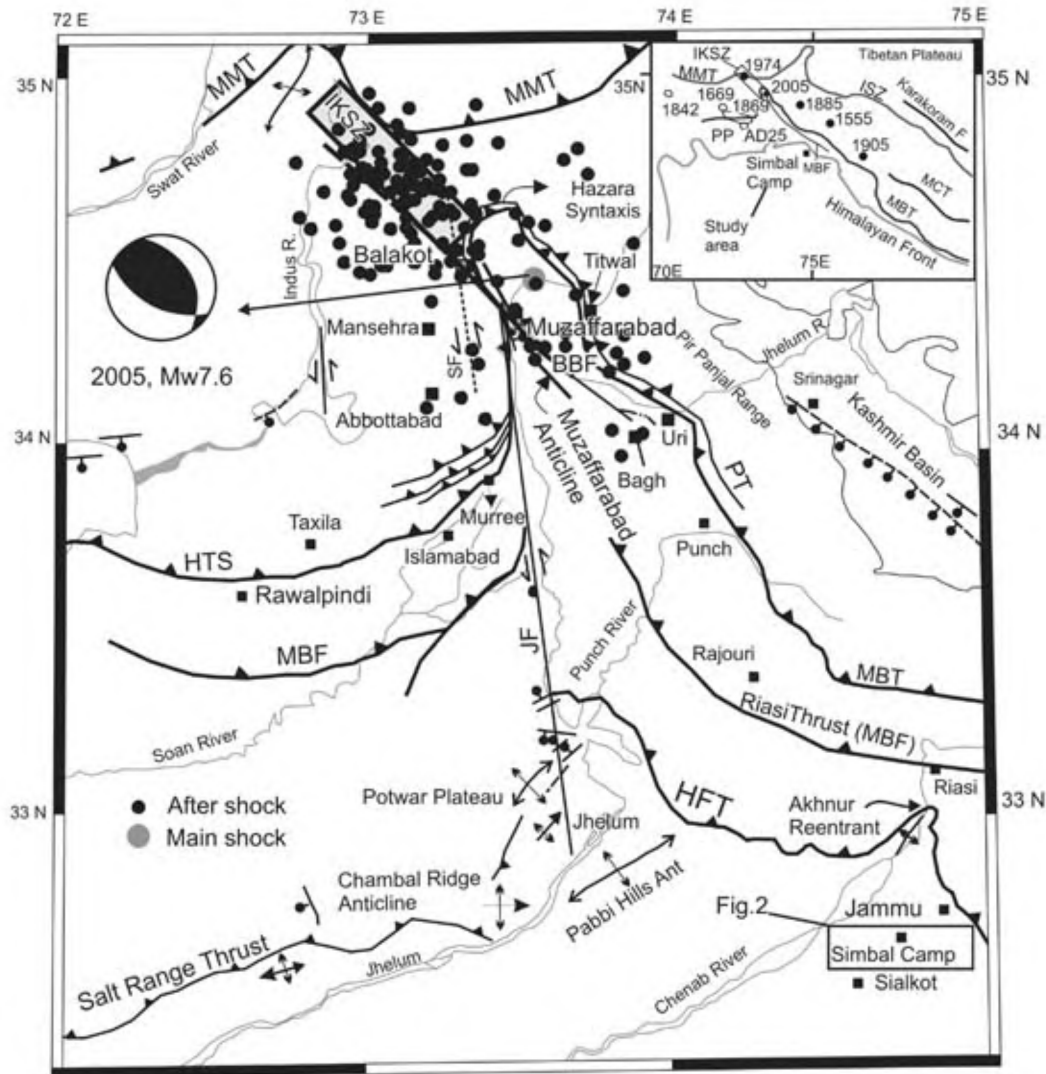 72 E
73 E
74 E
75 E
35 N
35 N
MMT
MMT
IKSZ
Swat River
Indus R.
Hazara
Syntaxis
Balakot
Titwal
Mansehra
Muzaffarabad
SF
BBF
2005, Mw7.6
Abbottabad
Pir Panjal Range
Jhelum R.
Srinagar
Kashmir Basin
34 N
34 N
Uri
Bagh
Muzaffarabad
Anticline
PT
Taxila
Murree
Punch
HTS
Islamabad
Rawalpindi
MBF
JF
Punch River
Rajouri
MBT
RiasiThrust (MBF)
Soan River
Riasi
33 N
33 N
After shock
Main shock
Potwar Plateau
HFT
Akhnur
Reentrant
Jhelum
Chambal Ridge
Anticline
Pabbi Hills Ant
Fig.2
Jammu
Simbal Camp
Sialkot
Salt Range Thrust
Jhelum
Chenab River
IKSZ
1974
Tibetan Plateau
35N
MMT
2005
ISZ
Karakoram F
1669
1869
1885
1842
1555
PP
AD25
1905
Simbal
Camp
MBF
MCT
MBT
Study
area
Himalayan Front
70E
75E